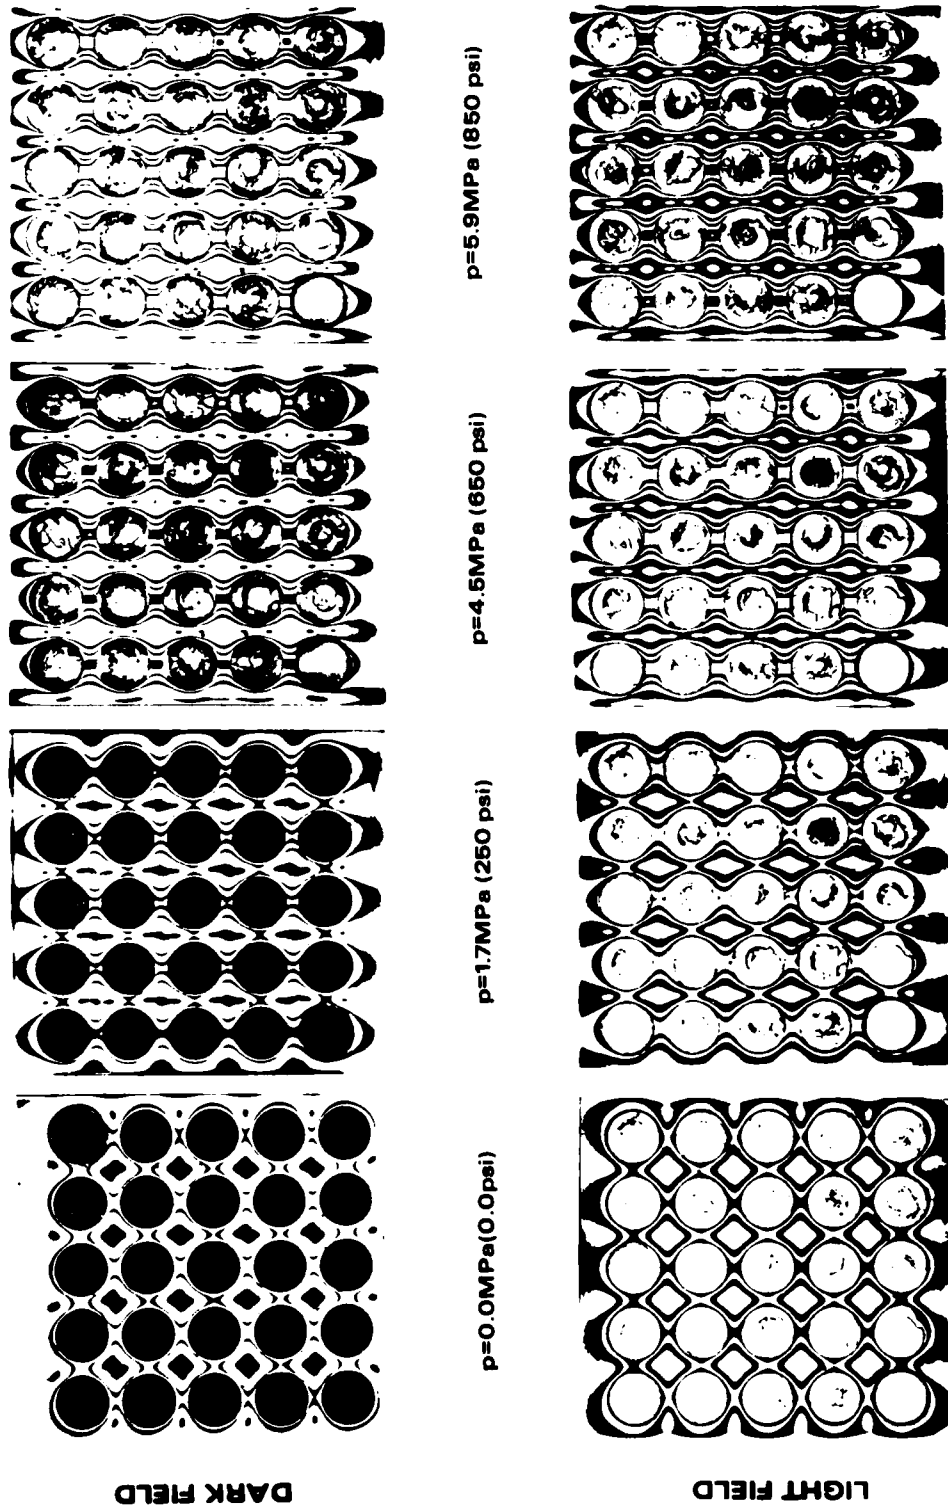 DARK FIELD
p=0.0MPa(0.0psi)
p=1.7MPa (250 psi)
p=4.5MPa (650 psi)
p=5.9MPa (850 psi)
LIGHT FIELD